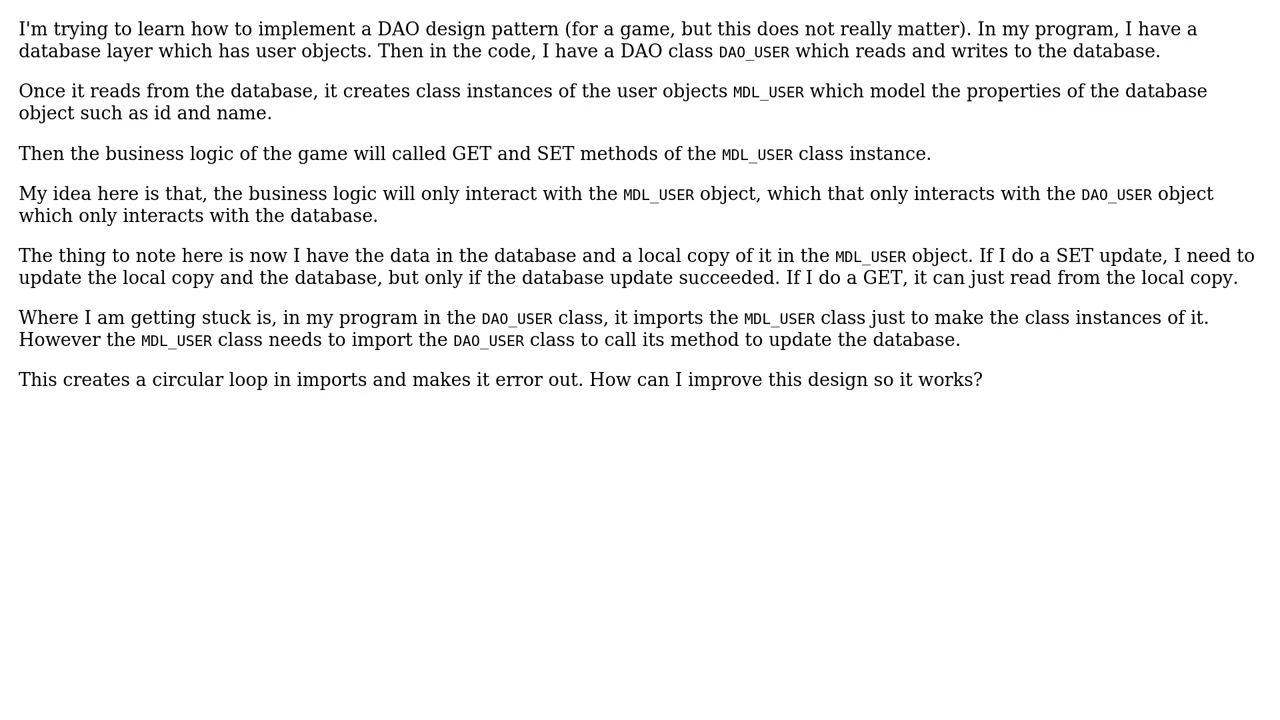 I'm trying to learn how to implement a DAO design pattern (for a game, but this does not really matter). In my program, I have a
database layer which has user objects. Then in the code, I have a DAO class DAO_USER which reads and writes to the database.
Once it reads from the database, it creates class instances of the user objects MDL_USER which model the properties of the database
object such as id and name.
Then the business logic of the game will called GET and SET methods of the MDL_USER class instance.
My idea here is that, the business logic will only interact with the MDL_USER object, which that only interacts with the DAO_USER object
which only interacts with the database.
The thing to note here is now I have the data in the database and a local copy of it in the MDL_USER object. If I do a SET update, I need to
update the local copy and the database, but only if the database update succeeded. If I do a GET, it can just read from the local copy.
Where I am getting stuck is, in my program in the DAO_USER class, it imports the MDL_USER class just to make the class instances of it.
However the MDL_USER class needs to import the DAO_USER class to call its method to update the database.
This creates a circular loop in imports and makes it error out. How can I improve this design so it works?